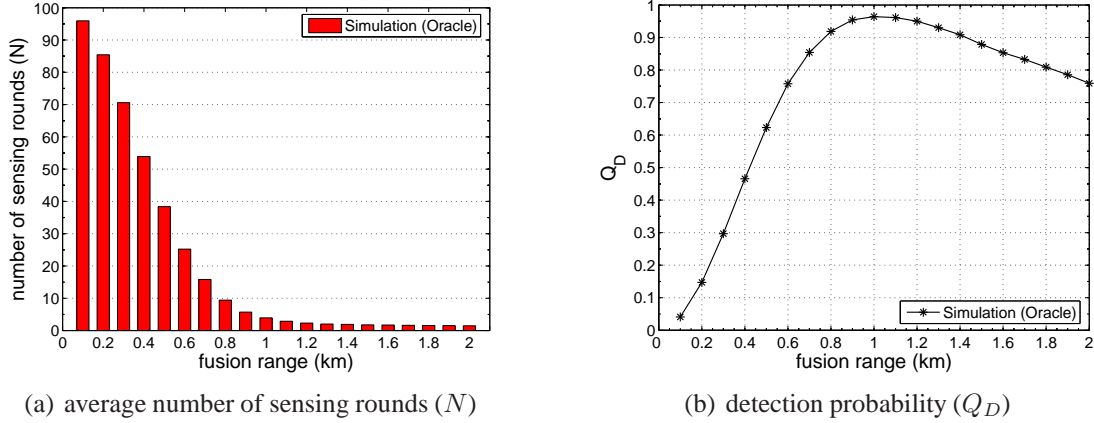 Simulation (Oracle)
number of sensing rounds (N)
100
90
80
70
60
50
40
30
20
10
0
0 0.2 0.4 0.6 0.8 1.0 1.2 1.4 1.6 1.8 2.0
fusion range (km)
(a) average number of sensing rounds (N)
Q_D
1
0.9
0.8
0.7
0.6
0.5
0.4
0.3
0.2
0.1
0
Simulation (Oracle)
0 0.2 0.4 0.6 0.8 1.0 1.2 1.4 1.6 1.8 2
fusion range (km)
(b) detection probability (Q_D)